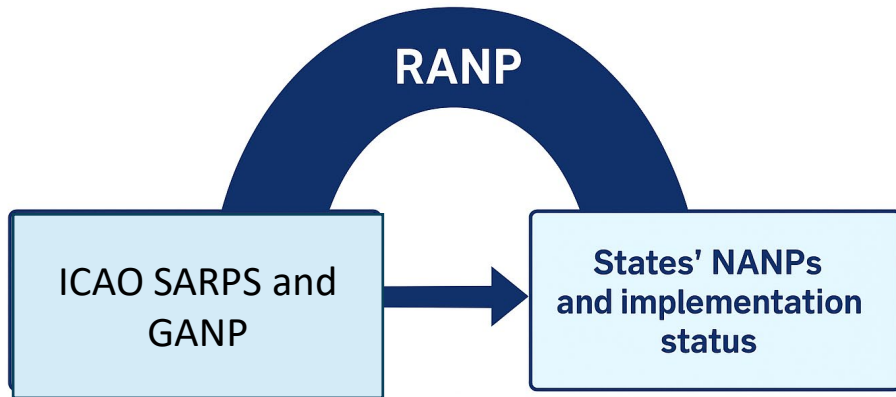 RANP
ICAO SARPS and
GANP
States’ NANPs
and implementation
status